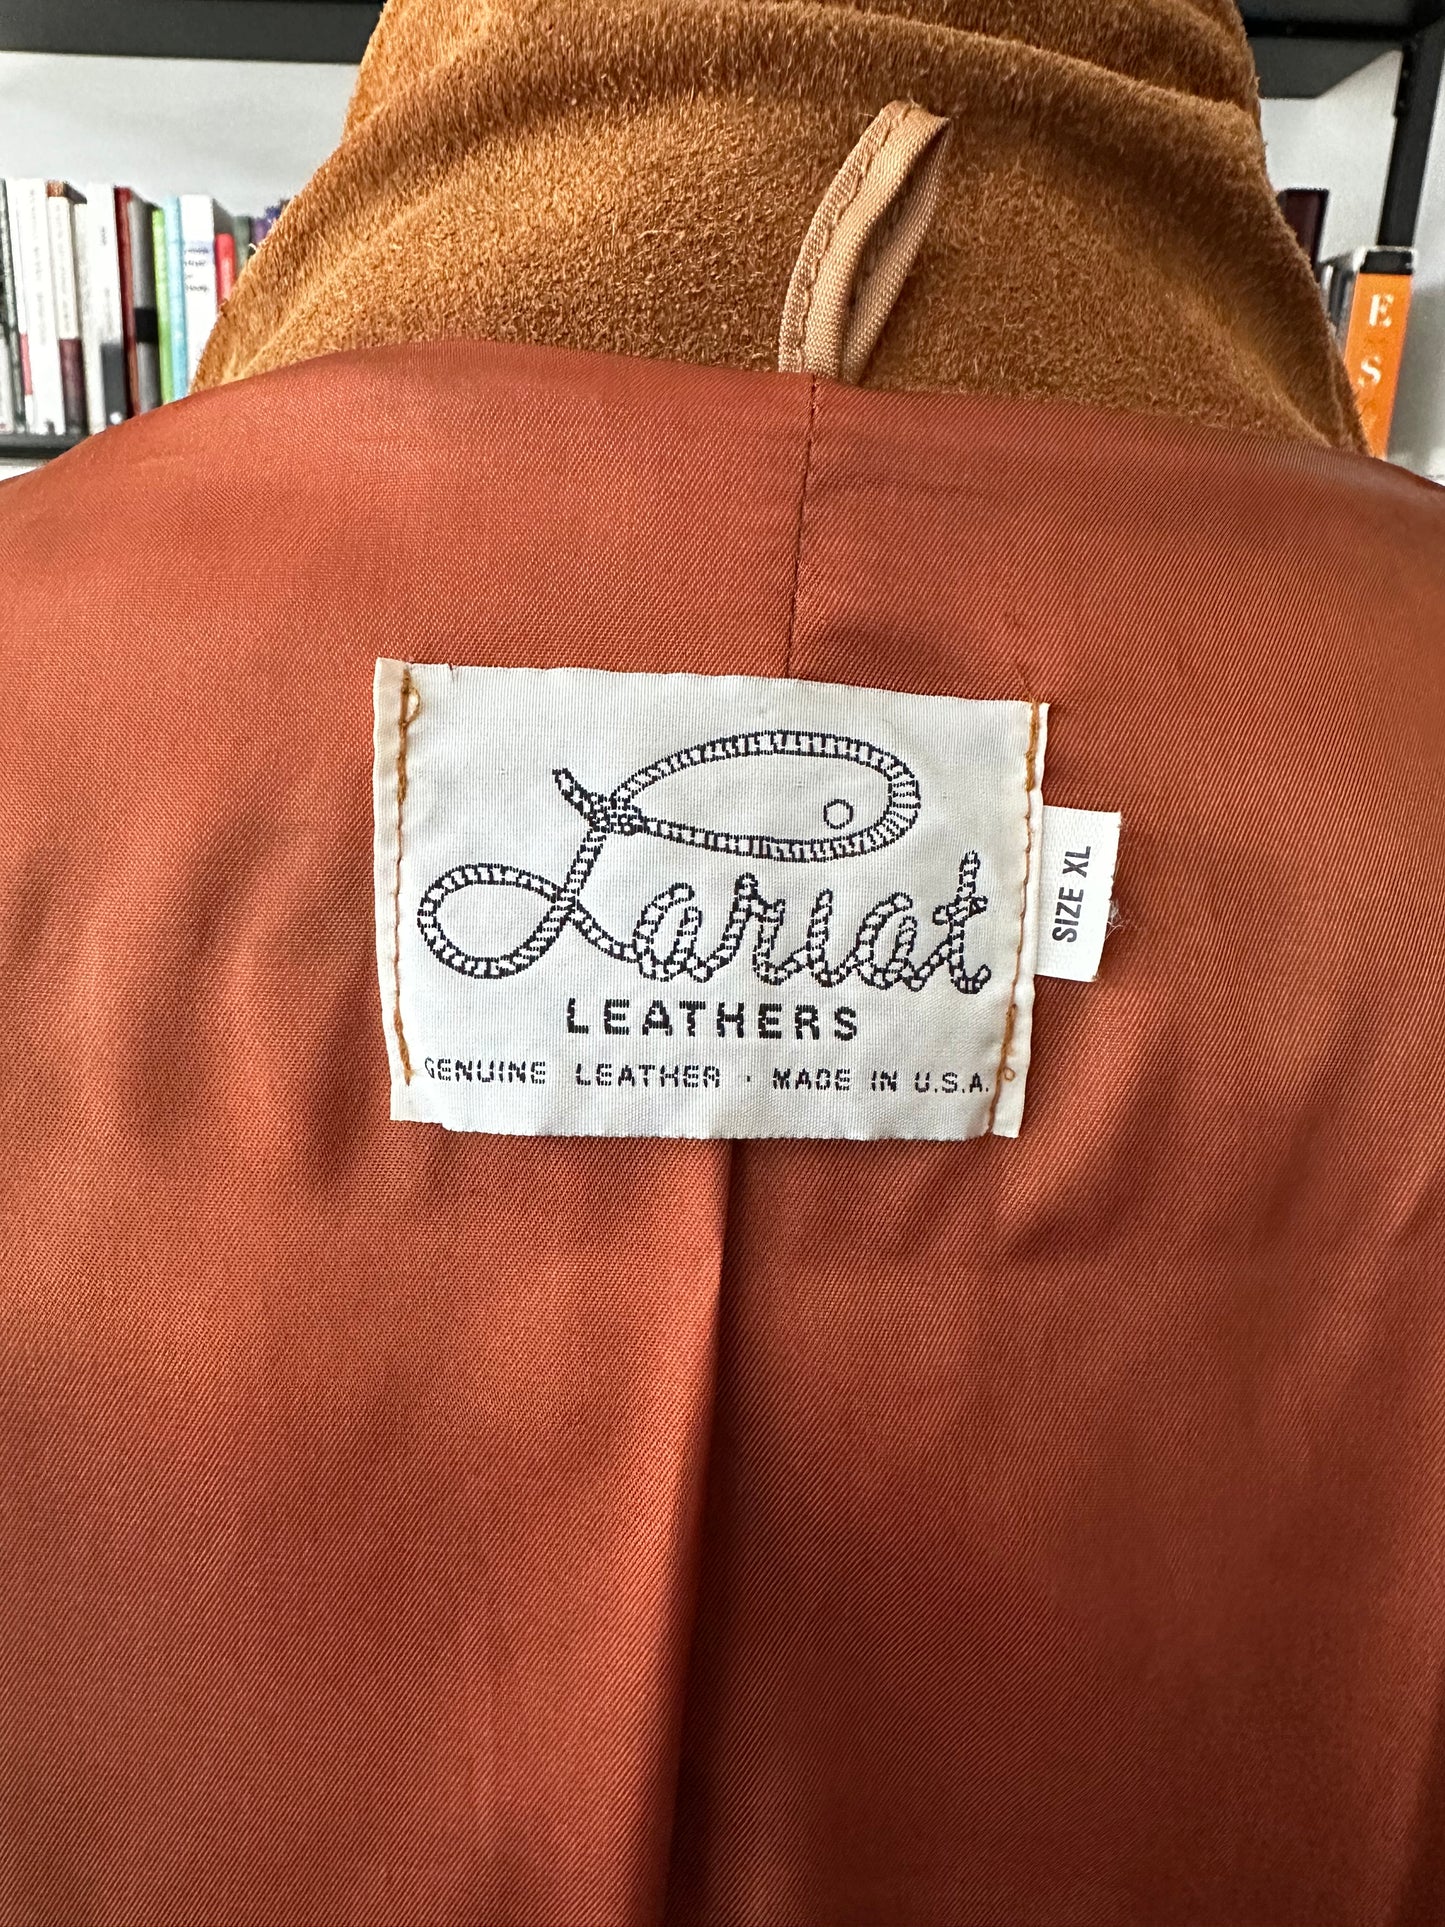 Lariat
LEATHERS
GENUINE LEATHER · MADE IN U.S.A.
SIZE XL
E
S